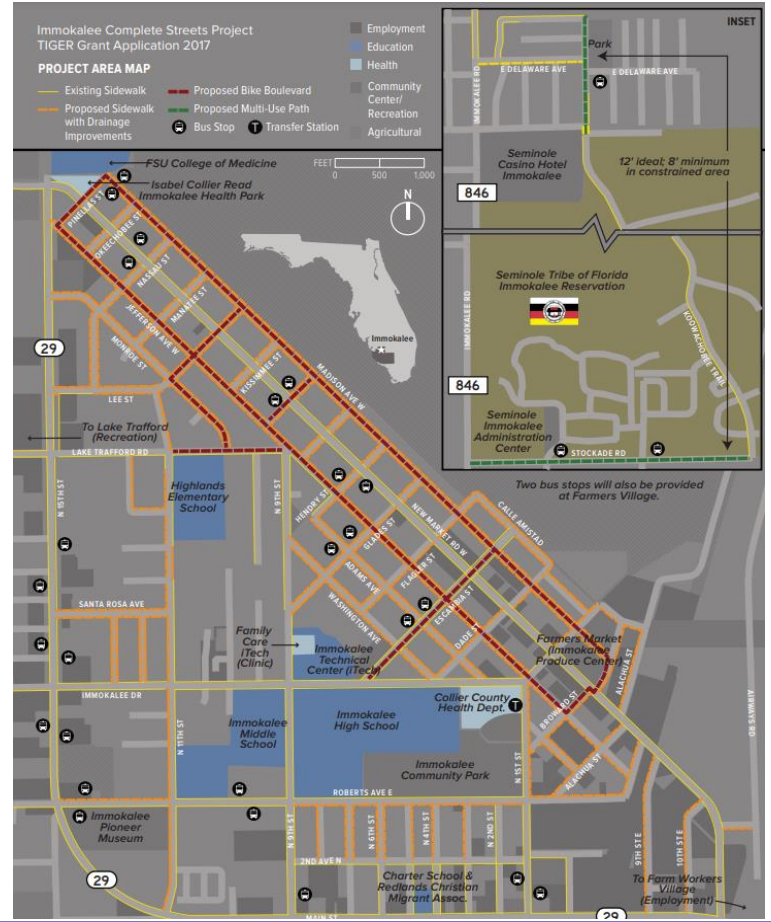 Immokalee Complete Streets Project
TIGER Grant Application 2017
PROJECT AREA MAP
Existing Sidewalk
Proposed Sidewalk
with Drainage
Improvements
Proposed Bike Boulevard
Proposed Multi-Use Path
Bus Stop
T Transfer Station
Employment
Education
Health
Community
Center/
Recreation
Agricultural
INSET
Park
E DELAWARE AVE
E DELAWARE AVE
IMMOKALEE RD
Seminole
Casino Hotel
Immokalee
12' ideal; 8' minimum
in constrained area
846
Seminole Tribe of Florida
Immokalee Reservation
IMMOKALEE RD
KOOWACHOBEE TRAIL
846
Seminole
Immokalee
Administration
Center
STOCKADE RD
Two bus stops will also be provided
at Farmers Village.
FSU College of Medicine
Isabel Collier Read
Immokalee Health Park
FEET
0 500 1,000
N
Immokalee
PINELLAS ST
OKEECHOBEE ST
NASSAU ST
MANATEE ST
JEFFERSON AVE W
MONROE ST
KISSIMMEE ST
MADISON AVE W
29
LEE ST
To Lake Trafford
(Recreation)
LAKE TRAFFORD RD
N 15TH ST
Highlands
Elementary
School
N 9TH ST
HENDRY ST
GLADES ST
NEW MARKET RD W
CALLE AMISTAD
FLAGLER ST
ADAMS AVE
WASHINGTON AVE
ESCAMBIA ST
DADE ST
SANTA ROSA AVE
Family
Care
iTech
(Clinic)
Immokalee
Technical
Center (iTech)
Farmers Market
(Immokalee
Produce Center)
ALACHUA ST
AIRWAYS RD
IMMOKALEE DR
Collier County
Health Dept.
T
BROWARD ST
N 11TH ST
Immokalee
Middle
School
Immokalee
High School
Immokalee
Community Park
N 1ST ST
ALACHUA ST
ROBERTS AVE E
Immokalee
Pioneer
Museum
N 9TH ST
N 6TH ST
N 4TH ST
N 2ND ST
9TH ST E
10TH ST E
2ND AVE N
29
Charter School &
Redlands Christian
Migrant Assoc.
To Farm Workers
Village
(Employment)
MAIN ST
29